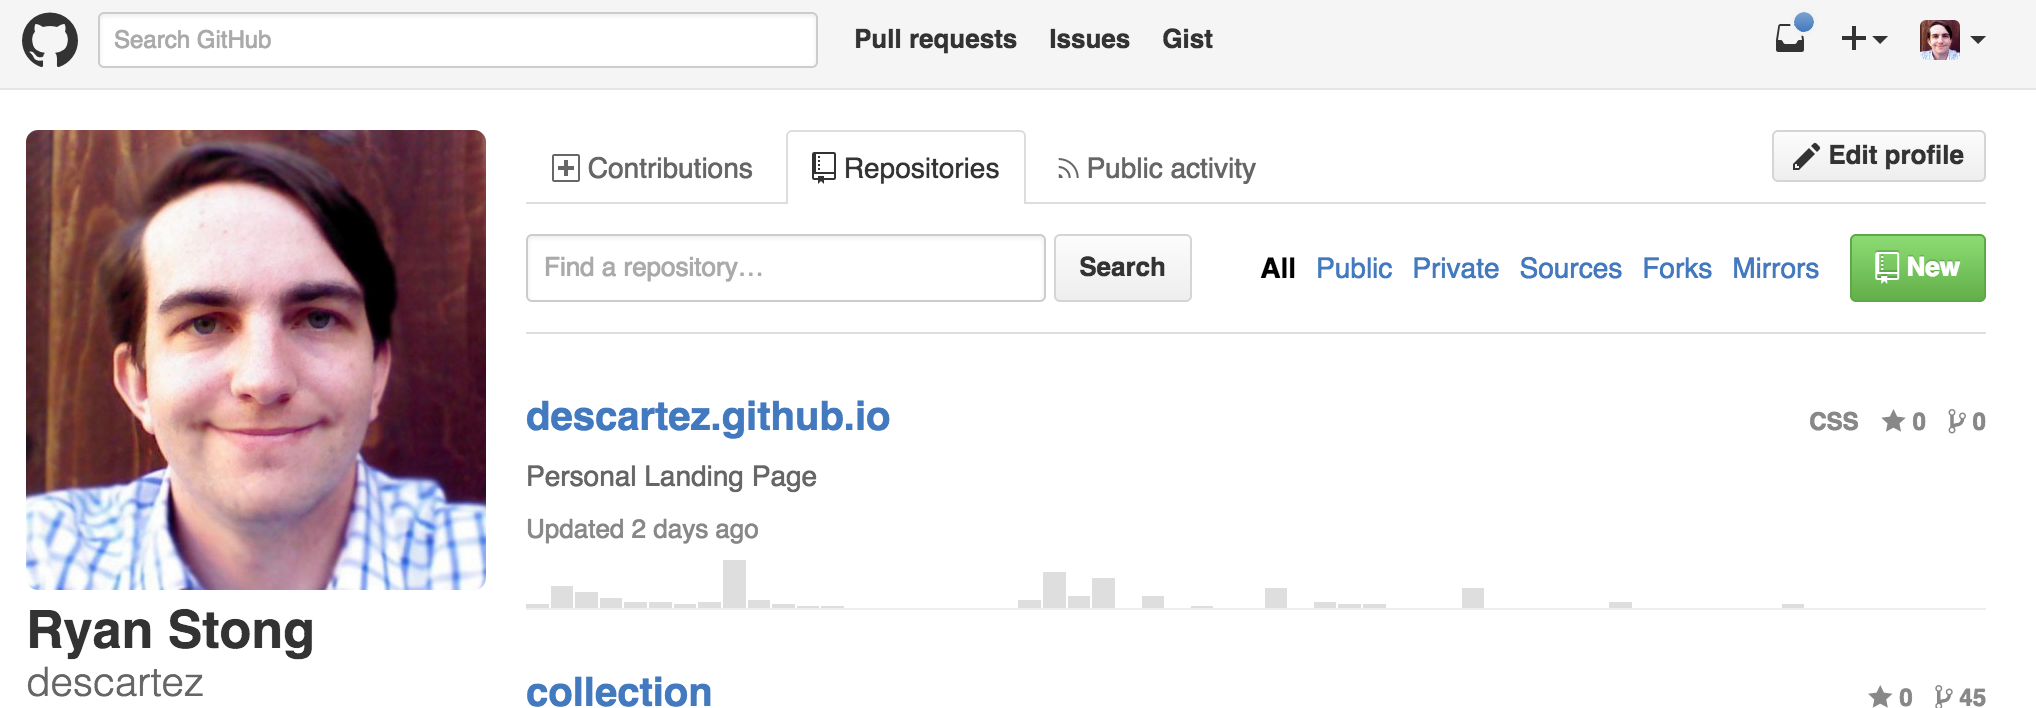 Search GitHub
Pull requests Issues Gist
Contributions Repositories Public activity
Edit profile
Find a repository...
Search
All Public Private Sources Forks Mirrors
New
descartez.github.io
CSS 0 0
Personal Landing Page
Updated 2 days ago
Ryan Stong
descartez
collection
0 45